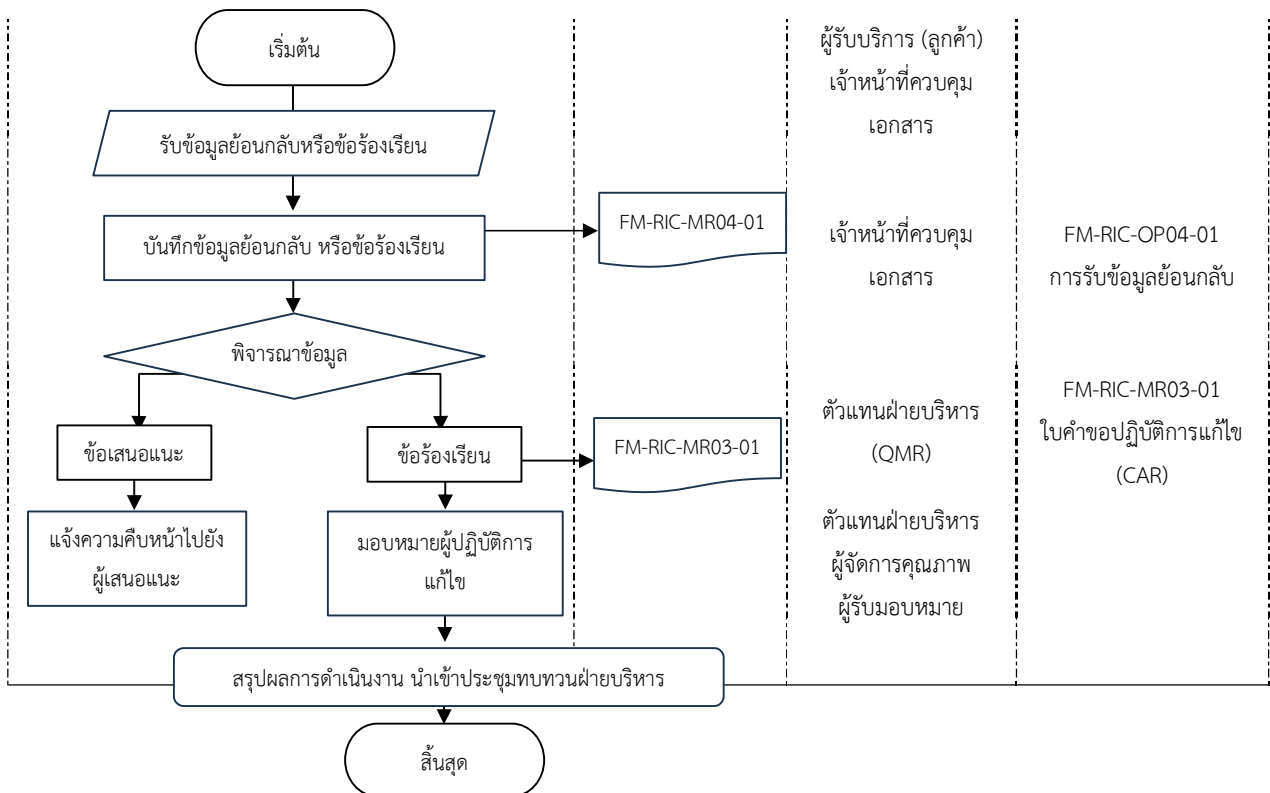 เริ่มต้น
ผู้รับบริการ (ลูกค้า)
เจ้าหน้าที่ควบคุม
เอกสาร
รับข้อมูลย้อนกลับหรือข้อร้องเรียน
บันทึกข้อมูลย้อนกลับ หรือข้อร้องเรียน
FM-RIC-MR04-01
เจ้าหน้าที่ควบคุม
เอกสาร
FM-RIC-OP04-01
การรับข้อมูลย้อนกลับ
พิจารณาข้อมูล
ข้อเสนอแนะ
ข้อร้องเรียน
FM-RIC-MR03-01
ตัวแทนฝ่ายบริหาร
(QMR)
FM-RIC-MR03-01
ใบคำขอปฏิบัติการแก้ไข
(CAR)
แจ้งความคืบหน้าไปยัง
ผู้เสนอแนะ
มอบหมายผู้ปฏิบัติการ
แก้ไข
ตัวแทนฝ่ายบริหาร
ผู้จัดการคุณภาพ
ผู้รับมอบหมาย
สรุปผลการดำเนินงาน นำเข้าประชุมทบทวนฝ่ายบริหาร
สิ้นสุด